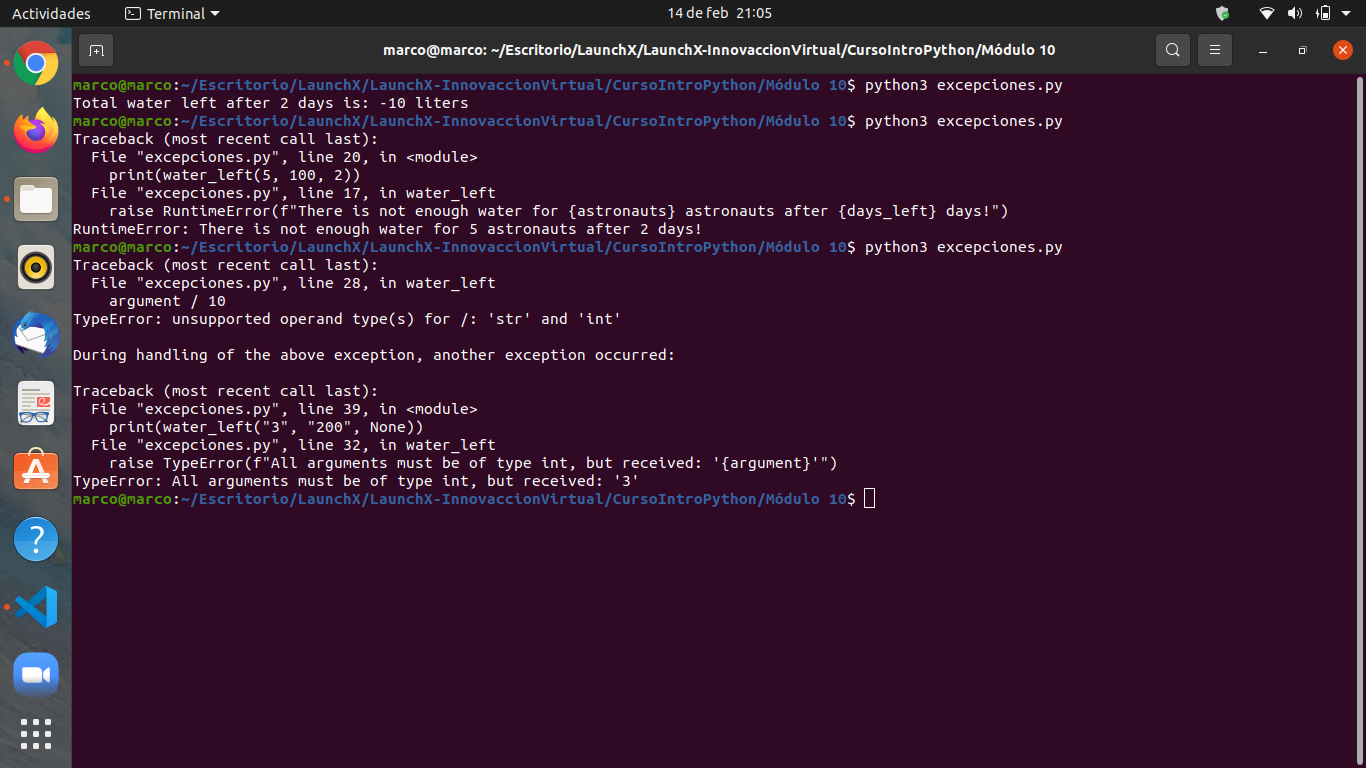 Actividades
Terminal
14 de feb 21:05
marco@marco: ~/Escritorio/LaunchX/LaunchX-InnovaccionVirtual/CursoIntroPython/Módulo 10
marco@marco:~/Escritorio/LaunchX/LaunchX-InnovaccionVirtual/CursoIntroPython/Módulo 10$ python3 excepciones.py
Total water left after 2 days is: -10 liters
marco@marco:~/Escritorio/LaunchX/LaunchX-InnovaccionVirtual/CursoIntroPython/Módulo 10$ python3 excepciones.py
Traceback (most recent call last):
  File "excepciones.py", line 20, in <module>
    print(water_left(5, 100, 2))
  File "excepciones.py", line 17, in water_left
    raise RuntimeError(f"There is not enough water for {astronauts} astronauts after {days_left} days!")
RuntimeError: There is not enough water for 5 astronauts after 2 days!
marco@marco:~/Escritorio/LaunchX/LaunchX-InnovaccionVirtual/CursoIntroPython/Módulo 10$ python3 excepciones.py
Traceback (most recent call last):
  File "excepciones.py", line 28, in water_left
    argument / 10
TypeError: unsupported operand type(s) for /: 'str' and 'int'

During handling of the above exception, another exception occurred:

Traceback (most recent call last):
  File "excepciones.py", line 39, in <module>
    print(water_left("3", "200", None))
  File "excepciones.py", line 32, in water_left
    raise TypeError(f"All arguments must be of type int, but received: '{argument}'")
TypeError: All arguments must be of type int, but received: '3'
marco@marco:~/Escritorio/LaunchX/LaunchX-InnovaccionVirtual/CursoIntroPython/Módulo 10$